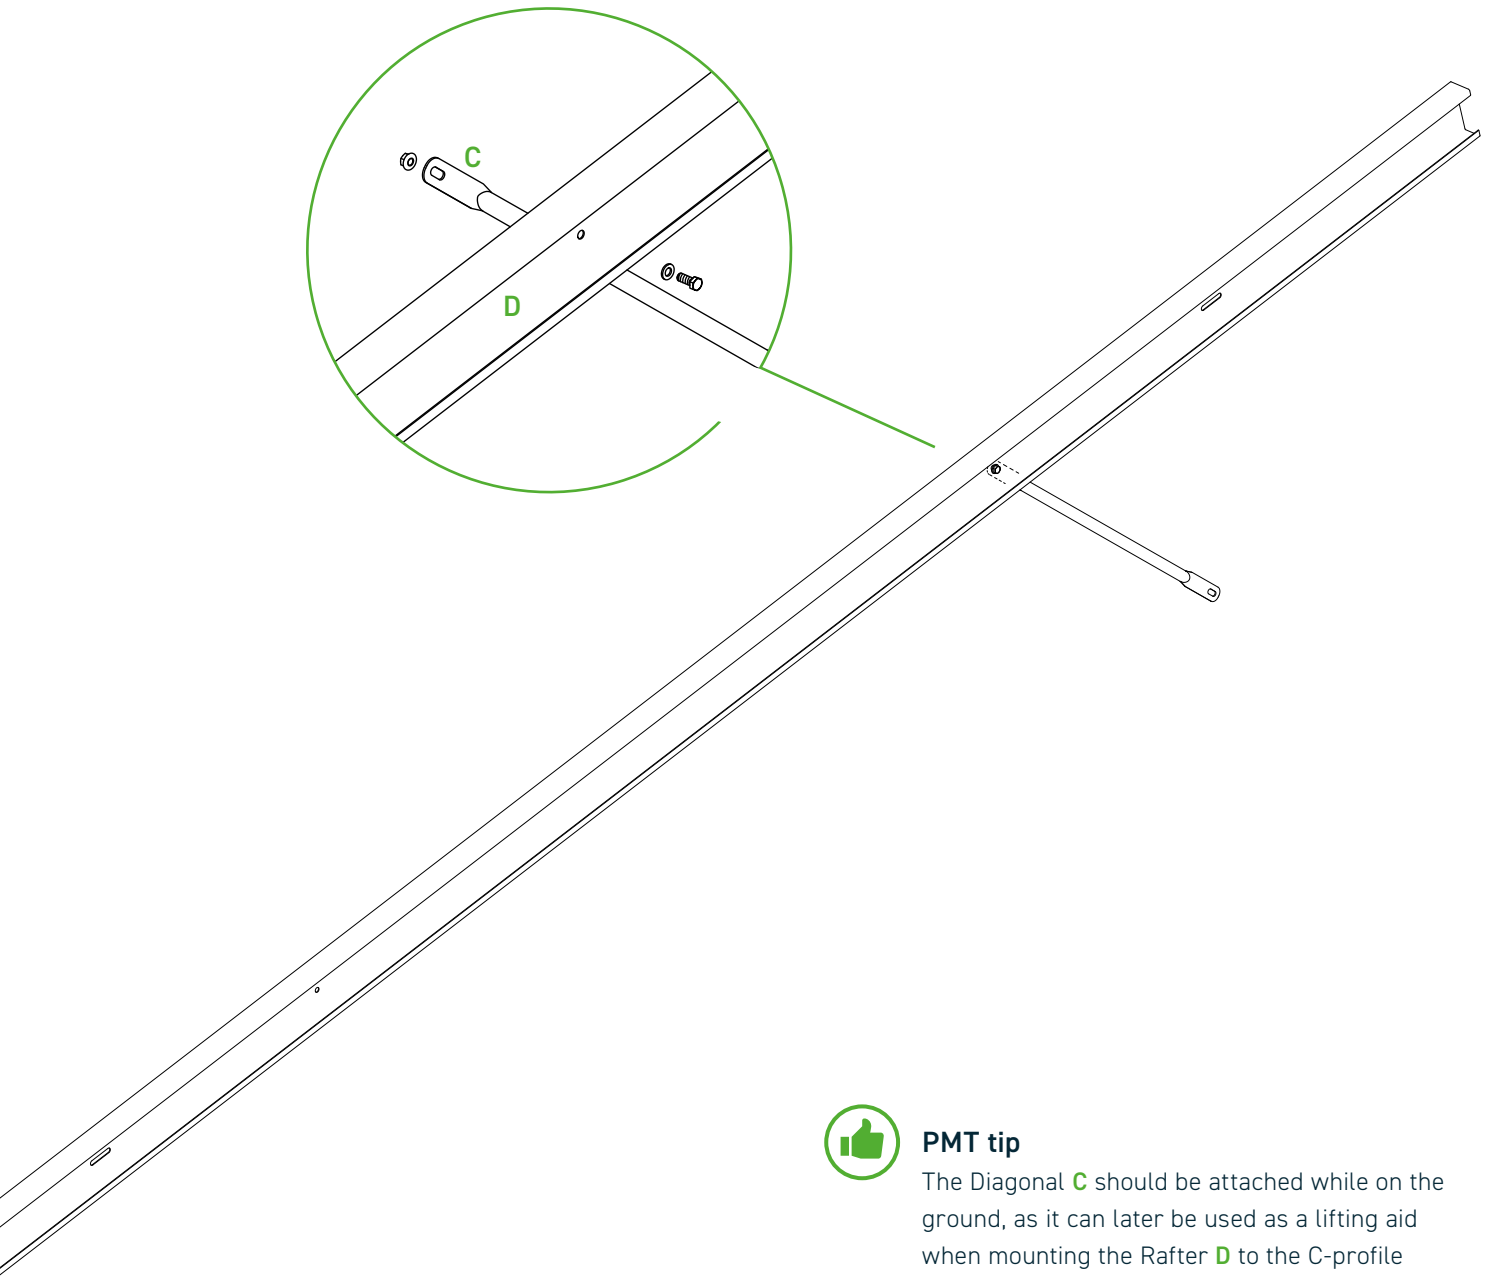 C
D
PMT tip
The Diagonal C should be attached while on the
ground, as it can later be used as a lifting aid
when mounting the Rafter D to the C-profile